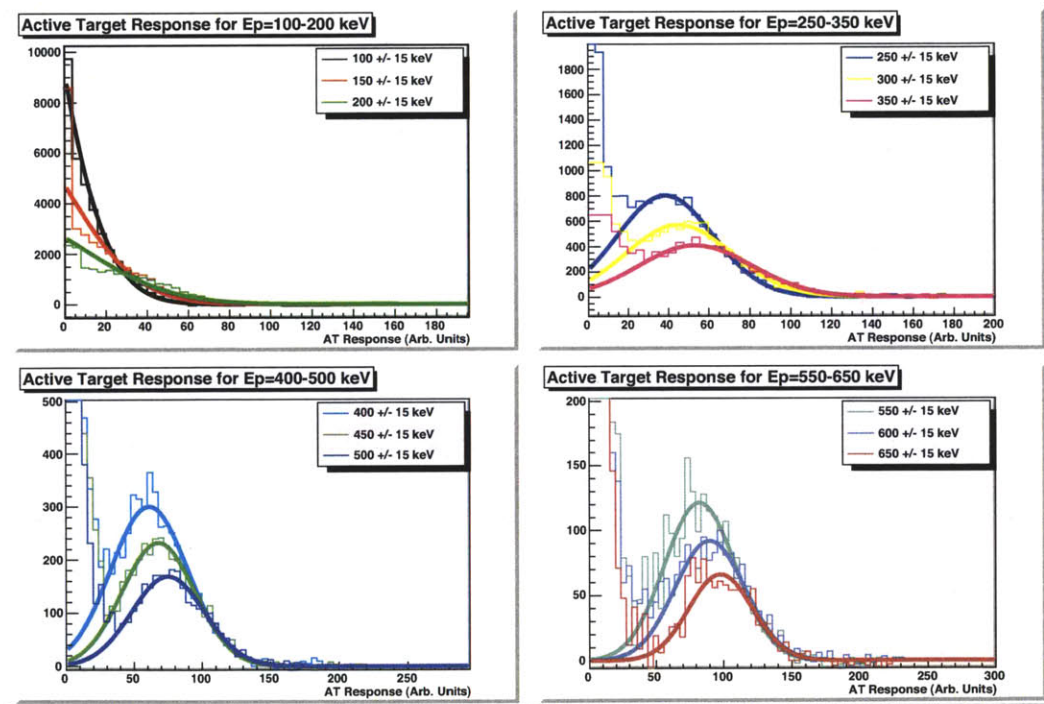 Active Target Response for Ep=100-200 keV
10000
8000
6000
4000
2000
0
100 +/- 15 keV
150 +/- 15 keV
200 +/- 15 keV
0 20 40 60 80 100 120 140 160 180
AT Response (Arb. Units)
Active Target Response for Ep=250-350 keV
1800
1600
1400
1200
1000
800
600
400
200
0
250 +/- 15 keV
300 +/- 15 keV
350 +/- 15 keV
0 20 40 60 80 100 120 140 160 180 200
AT Response (Arb. Units)
Active Target Response for Ep=400-500 keV
500
400
300
200
100
0
400 +/- 15 keV
450 +/- 15 keV
500 +/- 15 keV
0 50 100 150 200 250
AT Response (Arb. Units)
Active Target Response for Ep=550-650 keV
200
150
100
50
0
550 +/- 15 keV
600 +/- 15 keV
650 +/- 15 keV
0 50 100 150 200 250 300
AT Response (Arb. Units)